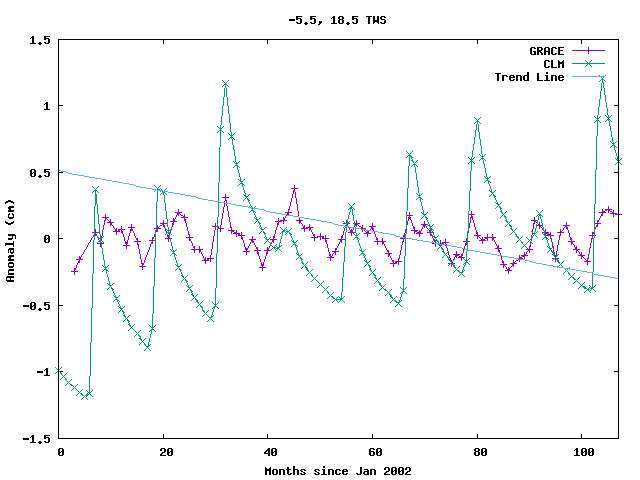 -5.5, 18.5 TWS
GRACE
CLM
Trend Line
1.5
1
0.5
0
-0.5
-1
-1.5
Anomaly (cm)
0 20 40 60 80 100
Months since Jan 2002